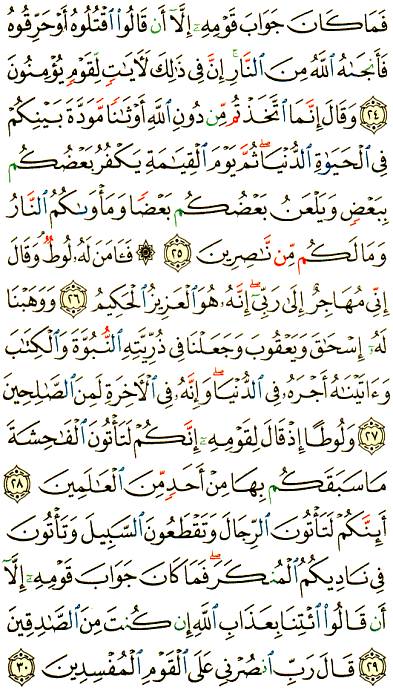 فَمَا كَانَ جَوَابَ قَوْمِهِۦٓ إِلَّآ أَن قَالُوا۟ ٱقْتُلُوهُ أَوْ حَرِّقُوهُ
فَأَنجَىٰهُ ٱللَّهُ مِنَ ٱلنَّارِ ۚ إِنَّ فِى ذَٰلِكَ لَـَٔايَـٰتٍ لِّقَوْمٍ يُؤْمِنُونَ
﴿٢٤﴾ وَقَالَ إِنَّمَا ٱتَّخَذْتُم مِّن دُونِ ٱللَّهِ أَوْثَـٰنًا مَّوَدَّةَ بَيْنِكُمْ
فِى ٱلْحَيَوٰةِ ٱلدُّنْيَا ۖ ثُمَّ يَوْمَ ٱلْقِيَـٰمَةِ يَكْفُرُ بَعْضُكُم
بِبَعْضٍ وَيَلْعَنُ بَعْضُكُم بَعْضًا وَمَأْوَىٰكُمُ ٱلنَّارُ
وَمَا لَكُم مِّن نَّـٰصِرِينَ ﴿٢٥﴾ ۞ فَـَٔامَنَ لَهُۥ لُوطٌ ۘ وَقَالَ
إِنِّى مُهَاجِرٌ إِلَىٰ رَبِّىٓ ۖ إِنَّهُۥ هُوَ ٱلْعَزِيزُ ٱلْحَكِيمُ ﴿٢٦﴾ وَوَهَبْنَا
لَهُۥٓ إِسْحَـٰقَ وَيَعْقُوبَ وَجَعَلْنَا فِى ذُرِّيَّتِهِ ٱلنُّبُوَّةَ وَٱلْكِتَـٰبَ
وَءَاتَيْنَـٰهُ أَجْرَهُۥ فِى ٱلدُّنْيَا ۖ وَإِنَّهُۥ فِى ٱلْـَٔاخِرَةِ لَمِنَ ٱلصَّـٰلِحِينَ
﴿٢٧﴾ وَلُوطًا إِذْ قَالَ لِقَوْمِهِۦٓ إِنَّكُمْ لَتَأْتُونَ ٱلْفَـٰحِشَةَ
مَا سَبَقَكُم بِهَا مِنْ أَحَدٍ مِّنَ ٱلْعَـٰلَمِينَ ﴿٢٨﴾
أَئِنَّكُمْ لَتَأْتُونَ ٱلرِّجَالَ وَتَقْطَعُونَ ٱلسَّبِيلَ وَتَأْتُونَ
فِى نَادِيكُمُ ٱلْمُنكَرَ ۖ فَمَا كَانَ جَوَابَ قَوْمِهِۦٓ إِلَّآ
أَن قَالُوا۟ ٱئْتِنَا بِعَذَابِ ٱللَّهِ إِن كُنتَ مِنَ ٱلصَّـٰدِقِينَ
﴿٢٩﴾ قَالَ رَبِّ ٱنصُرْنِى عَلَى ٱلْقَوْمِ ٱلْمُفْسِدِينَ ﴿٣٠﴾